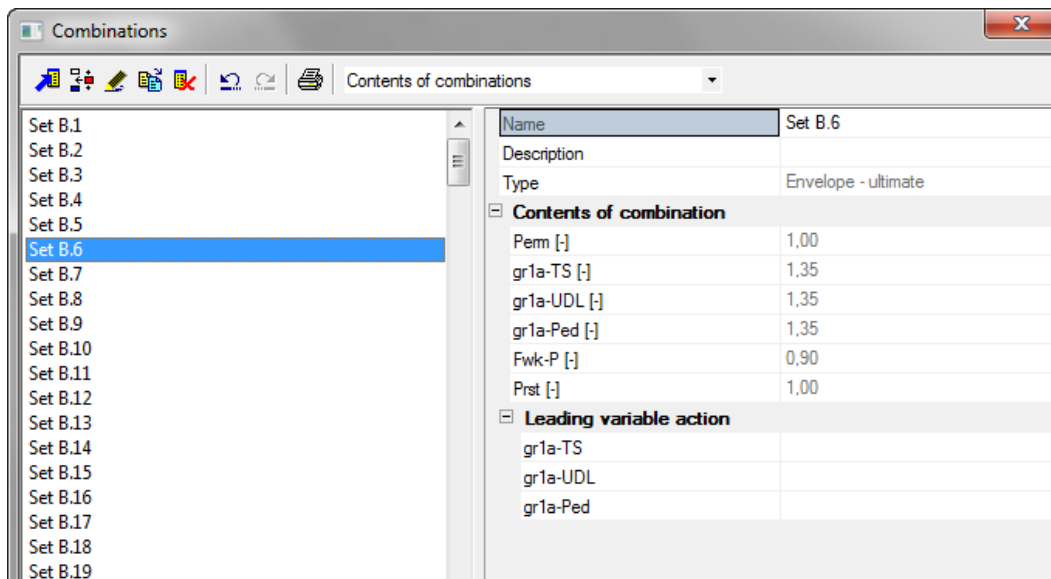 Combinations
Contents of combinations
Set B.1
Set B.2
Set B.3
Set B.4
Set B.5
Set B.6
Set B.7
Set B.8
Set B.9
Set B.10
Set B.11
Set B.12
Set B.13
Set B.14
Set B.15
Set B.16
Set B.17
Set B.18
Set B.19
Name Set B.6
Description
Type Envelope - ultimate
Contents of combination
Perm [-] 1,00
gr1a-TS [-] 1,35
gr1a-UDL [-] 1,35
gr1a-Ped [-] 1,35
Fwk-P [-] 0,90
Prst [-] 1,00
Leading variable action
gr1a-TS
gr1a-UDL
gr1a-Ped